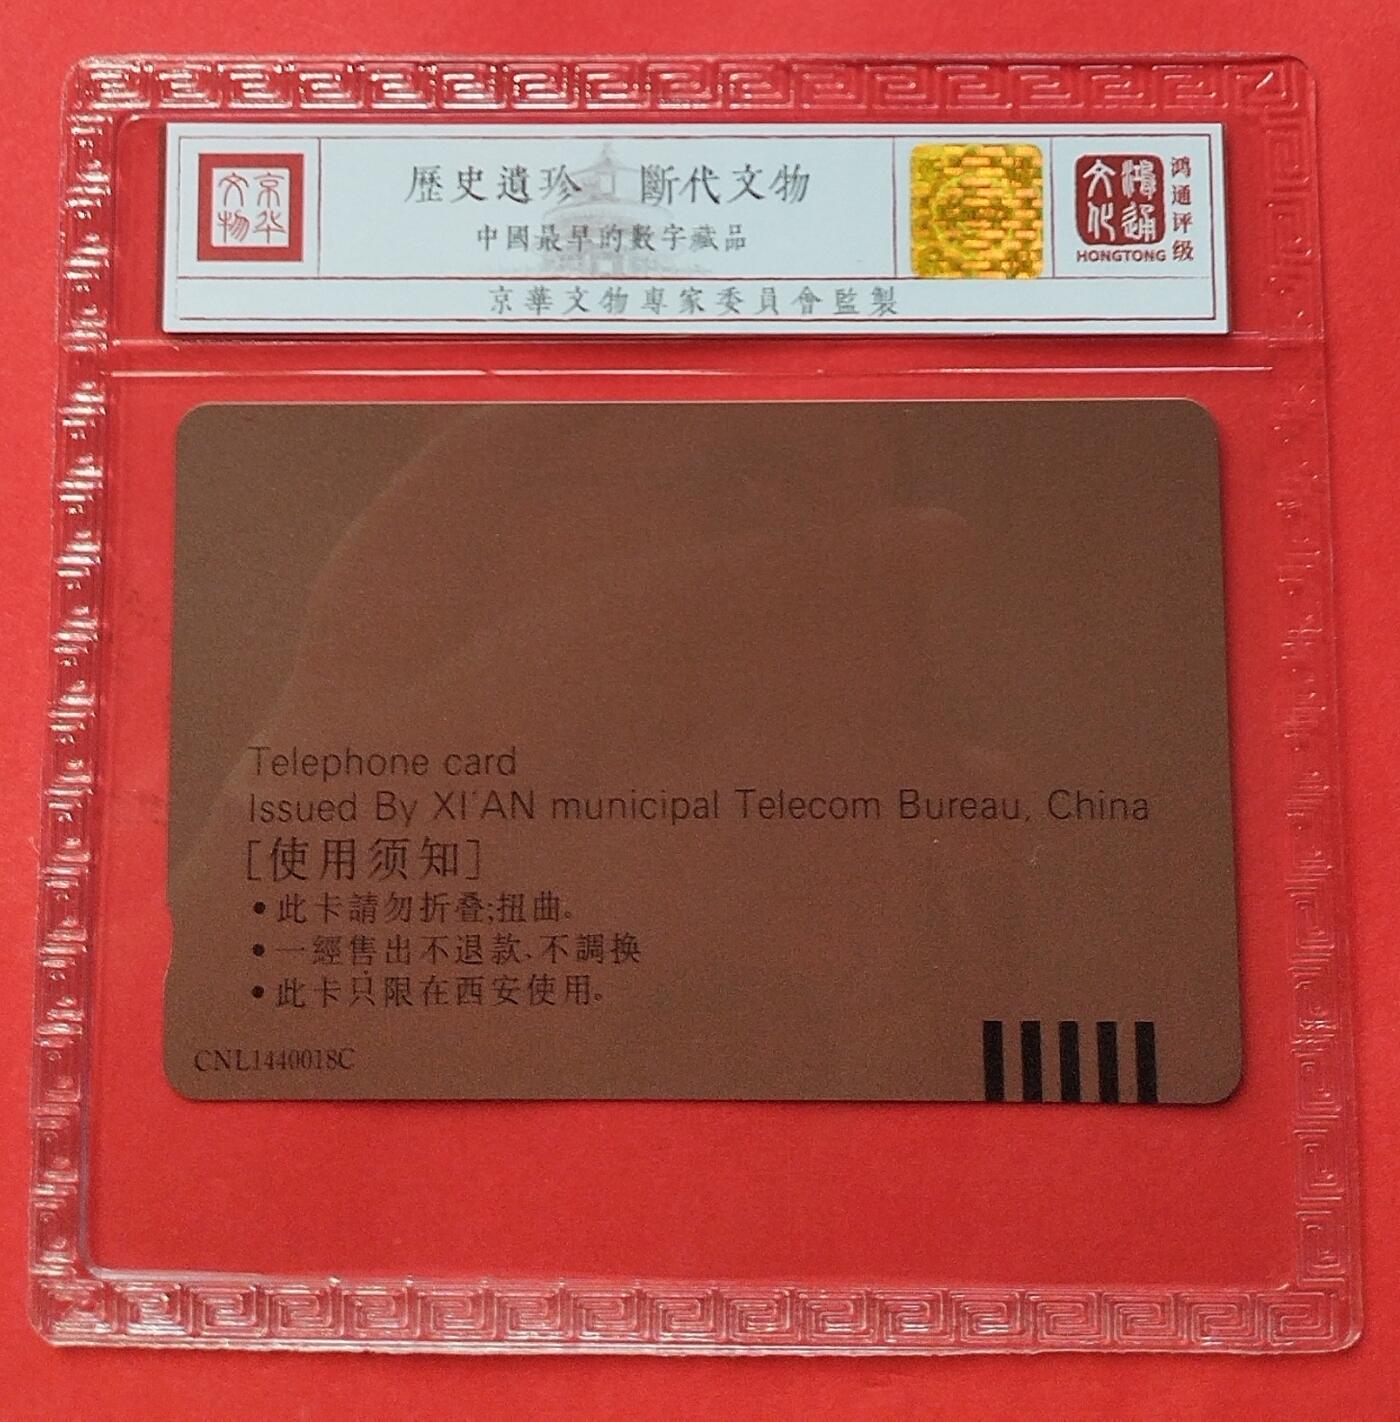 京华文物
歷史遺珍 斷代文物
中國最早的數字藏品
京華文物專家委員會監製
鴻通文化
HONGTONG
鸿通评级
Telephone card
Issued By XI'AN municipal Telecom Bureau, China
[使用须知]
•此卡請勿折叠;扭曲。
•一經售出不退款、不調换
•此卡只限在西安使用。
CNL1440018C